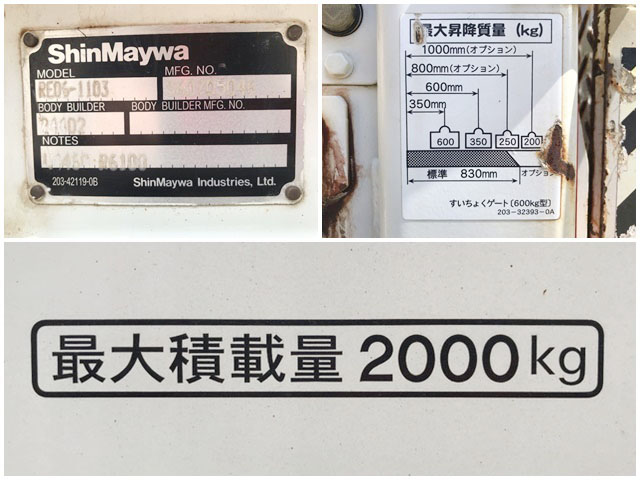 ShinMaywa
MODEL
MFG. NO.
RE06-1103
BODY BUILDER
BODY BUILDER MFG. NO.
NOTES
203-42119-0B
ShinMaywa Industries, Ltd.
最大昇降質量(kg)
1000mm(オプション)
800mm(オプション)
600mm
350mm
600 350 250 200
標準 830mm オプション
すいちょくゲート[600kg型]
203-32393-0A
最大積載量 2000kg